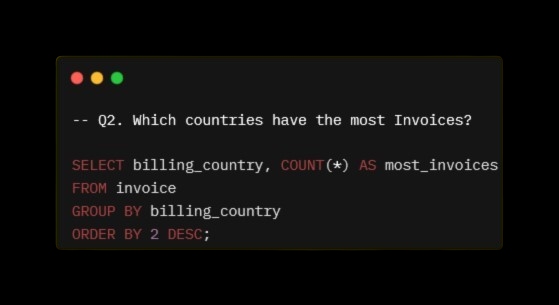 -- Q2. Which countries have the most Invoices?
SELECT billing_country, COUNT(*) AS most_invoices
FROM invoice
GROUP BY billing_country
ORDER BY 2 DESC;